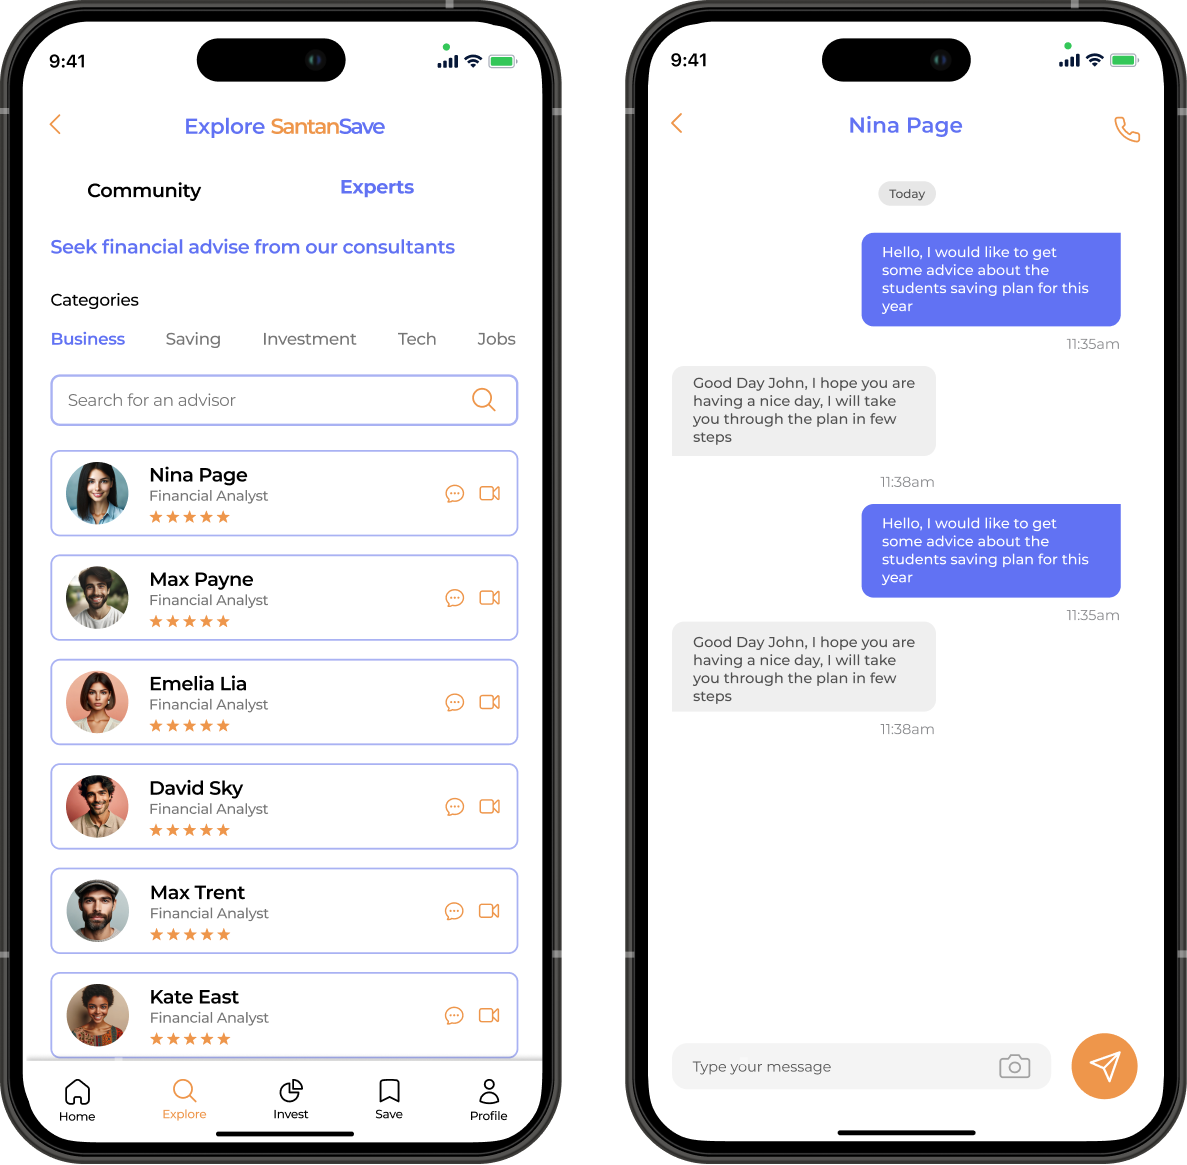 9:41
Explore SantanSave
Community
Experts
Seek financial advise from our consultants
Categories
Business Saving Investment Tech Jobs
Search for an advisor
Nina Page
Financial Analyst
Max Payne
Financial Analyst
Emelia Lia
Financial Analyst
David Sky
Financial Analyst
Max Trent
Financial Analyst
Kate East
Financial Analyst
Home Explore Invest Save Profile
9:41
Nina Page
Today
Hello, I would like to get
some advice about the
students saving plan for this
year
11:35am
Good Day John, I hope you are
having a nice day, I will take
you through the plan in few
steps
11:38am
Hello, I would like to get
some advice about the
students saving plan for this
year
11:35am
Good Day John, I hope you are
having a nice day, I will take
you through the plan in few
steps
11:38am
Type your message